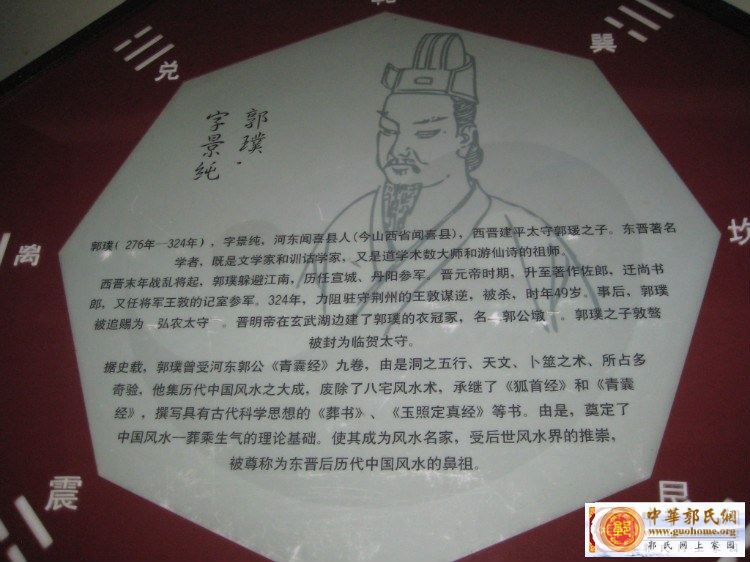 兑
巽
郭璞.
字景纯
离
坎
郭璞( 276年—324年），字景纯，河东闻喜县人(今山西省闻喜县)，西晋建平太守郭瑗之子。东晋著名
学者，既是文学家和训诂学家，又是道学术数大师和游仙诗的祖师。
西晋末年战乱将起，郭璞躲避江南，历任宣城、丹阳参军。晋元帝时期，升至著作佐郎，迁尚书
郎，又任将军王敦的记室参军。324年，力阻驻守荆州的王敦谋逆，被杀，时年49岁。事后，郭璞
被追赐为“弘农太守”。晋明帝在玄武湖边建了郭璞的衣冠冢，名“郭公墩”。郭璞之子敦骜
被封为临贺太守。
据史载，郭璞曾受河东郭公《青囊经》九卷，由是洞之五行、天文、卜筮之术、所占多
奇验，他集历代中国风水之大成，废除了八宅风水术，承继了《狐首经》和《青囊
经》，撰写具有古代科学思想的《葬书》、《玉照定真经》等书。由是，奠定了
中国风水—葬乘生气的理论基础。使其成为风水名家，受后世风水界的推崇，
被尊称为东晋后历代中国风水的鼻祖。
震
艮
中華郭氏網
www.guohome.org
郭氏网上家园